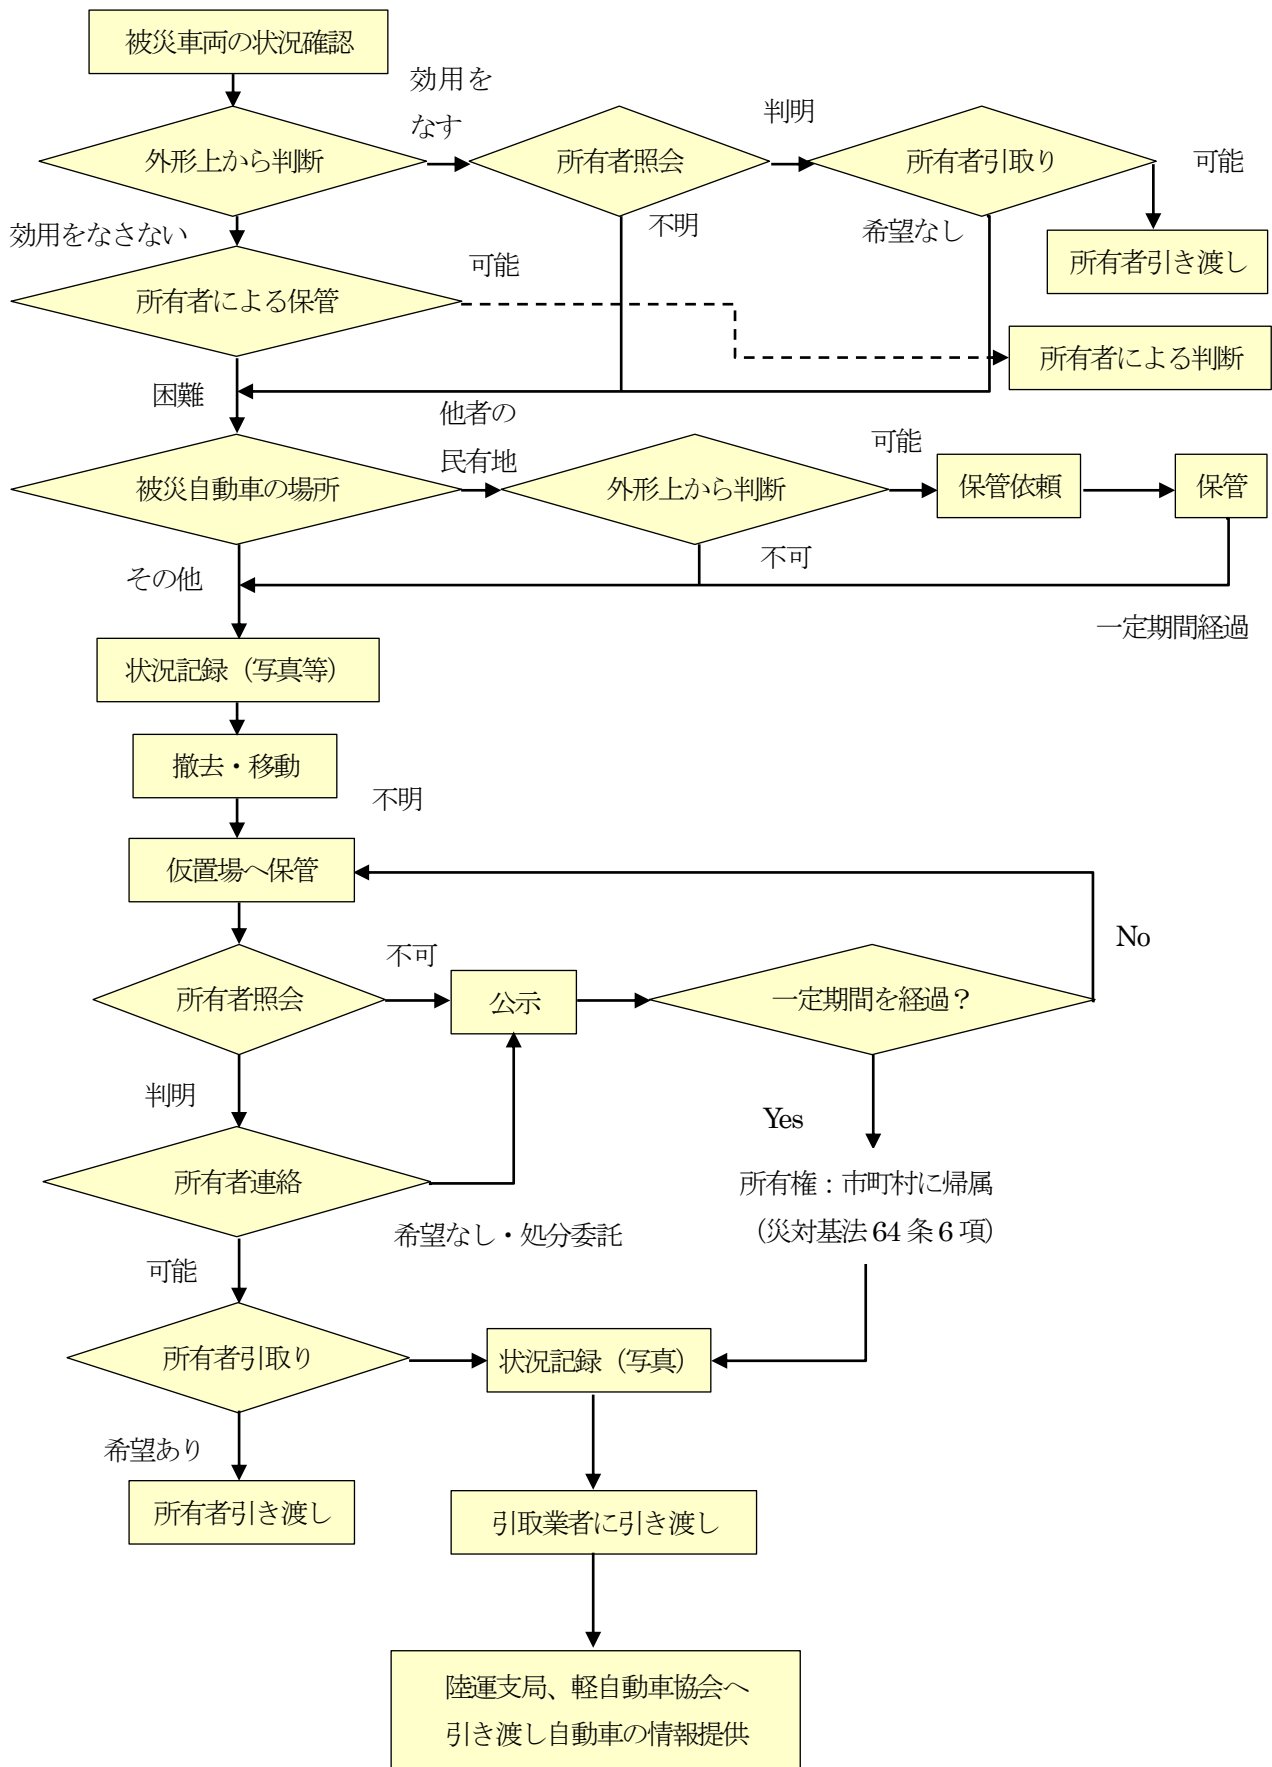 被災車両の状況確認
効用を
なす
判明
外形上から判断
所有者照会
所有者引取り
可能
効用をなさない
不明
希望なし
所有者引き渡し
可能
所有者による保管
所有者による判断
困難
他者の
民有地
可能
被災自動車の場所
外形上から判断
保管依頼
保管
その他
不可
一定期間経過
状況記録（写真等）
撤去・移動
不明
仮置場へ保管
No
不可
所有者照会
公示
一定期間を経過？
判明
Yes
所有者連絡
所有権：市町村に帰属
（災対基法 64 条 6 項）
希望なし・処分委託
可能
所有者引取り
状況記録（写真）
希望あり
所有者引き渡し
引取業者に引き渡し
陸運支局、軽自動車協会へ
引き渡し自動車の情報提供